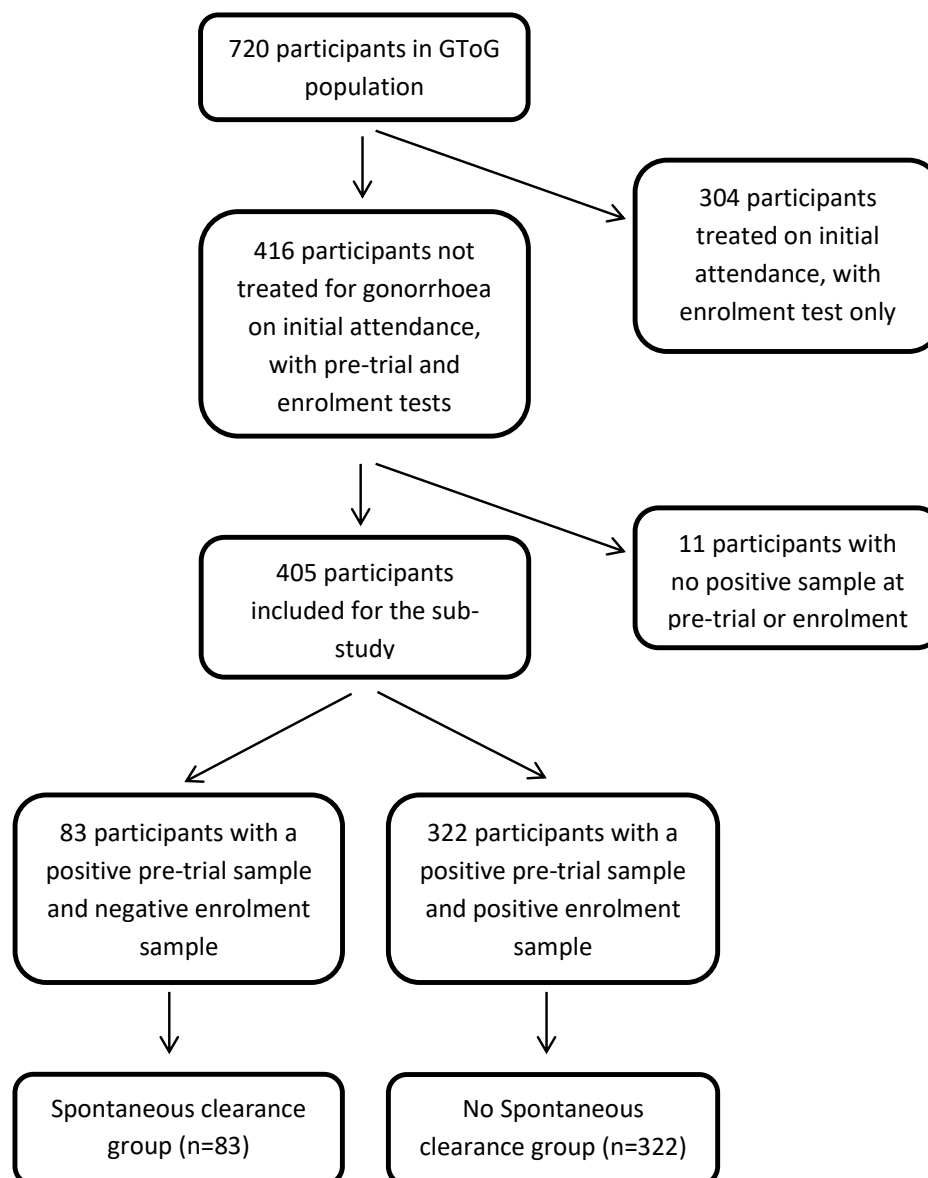 720 participants in GToG
population
304 participants
treated on initial
attendance, with
enrolment test only
416 participants not
treated for gonorrhoea
on initial attendance,
with pre-trial and
enrolment tests
11 participants with
no positive sample at
pre-trial or enrolment
405 participants
included for the sub-
study
83 participants with a
positive pre-trial sample
and negative enrolment
sample
322 participants with a
positive pre-trial sample
and positive enrolment
sample
Spontaneous clearance
group (n=83)
No Spontaneous
clearance group (n=322)